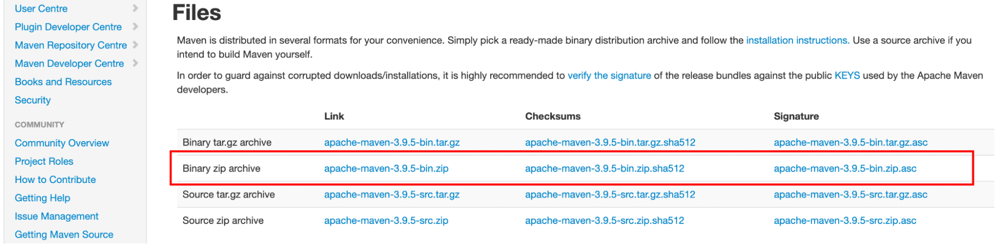 User Centre
Plugin Developer Centre
Maven Repository Centre
Maven Developer Centre
Books and Resources
Security
COMMUNITY
Community Overview
Project Roles
How to Contribute
Getting Help
Issue Management
Getting Maven Source
Files
Maven is distributed in several formats for your convenience. Simply pick a ready-made binary distribution archive and follow the installation instructions. Use a source archive if you
intend to build Maven yourself.
In order to guard against corrupted downloads/installations, it is highly recommended to verify the signature of the release bundles against the public KEYS used by the Apache Maven
developers.
Link Checksums Signature
Binary tar.gz archive apache-maven-3.9.5-bin.tar.gz apache-maven-3.9.5-bin.tar.gz.sha512 apache-maven-3.9.5-bin.tar.gz.asc
Binary zip archive apache-maven-3.9.5-bin.zip apache-maven-3.9.5-bin.zip.sha512 apache-maven-3.9.5-bin.zip.asc
Source tar.gz archive apache-maven-3.9.5-src.tar.gz apache-maven-3.9.5-src.tar.gz.sha512 apache-maven-3.9.5-src.tar.gz.asc
Source zip archive apache-maven-3.9.5-src.zip apache-maven-3.9.5-src.zip.sha512 apache-maven-3.9.5-src.zip.asc